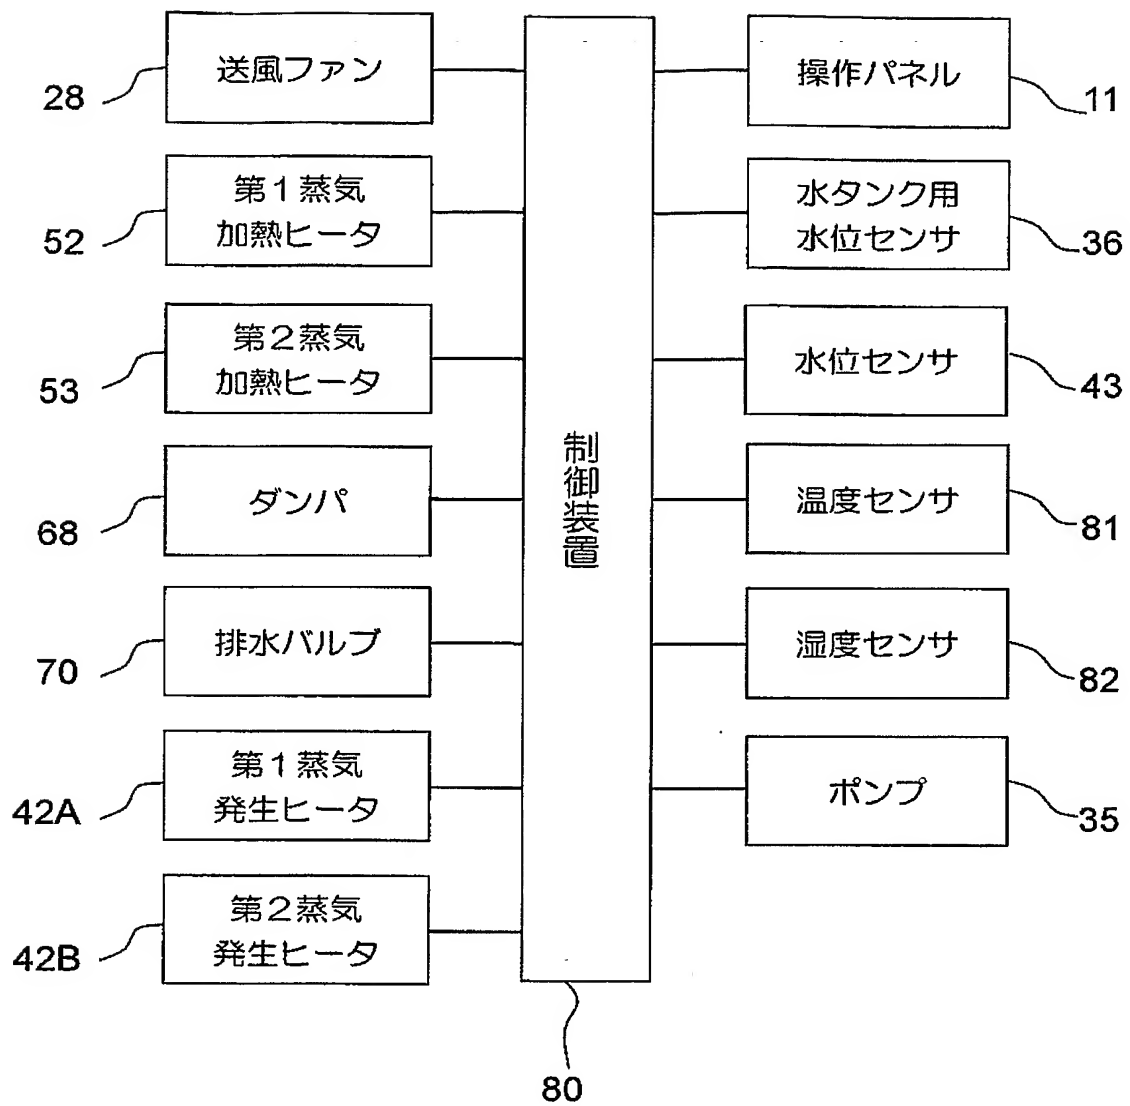 送風ファン
28
第1蒸気
加熱ヒータ
52
第2蒸気
加熱ヒータ
53
ダンパ
68
排水バルブ
70
第1蒸気
発生ヒータ
42A
第2蒸気
発生ヒータ
42B
制御装置
80
操作パネル
11
水タンク用
水位センサ
36
水位センサ
43
温度センサ
81
湿度センサ
82
ポンプ
35